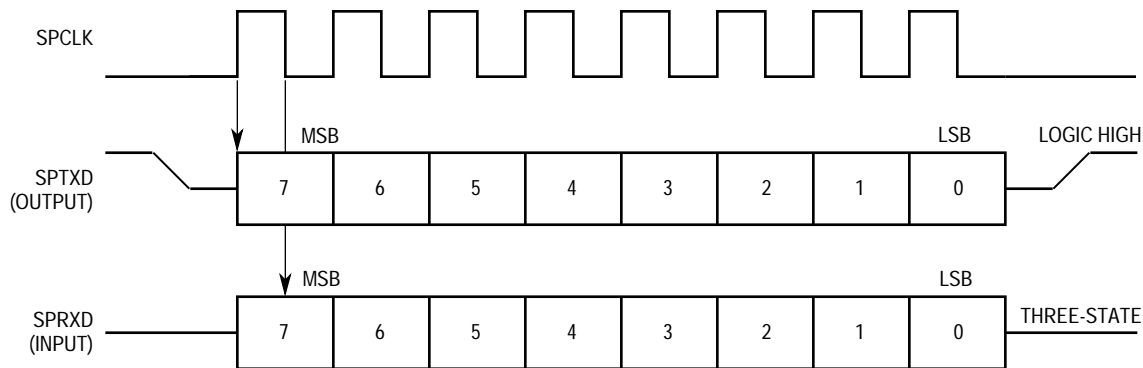 SPCLK
MSB LSB LOGIC HIGH
SPTXD
(OUTPUT)
7 6 5 4 3 2 1 0
MSB LSB
SPRXD
(INPUT)
7 6 5 4 3 2 1 0
THREE-STATE